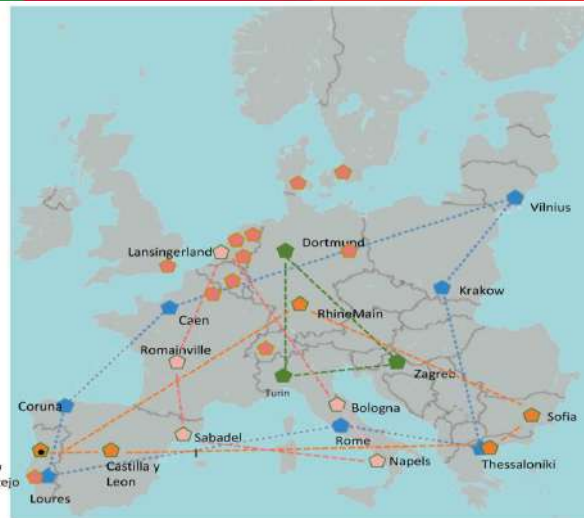 Vilnius
Dortmund
Lansingerland
Krakow
RhineMain
Caen
Romainville
Zagreb
Turin
Coruna
Bologna
Sofia
Sabadel
l
Rome
Castilla y
Leon
Napels
Thessaloniki
ejo
Loures